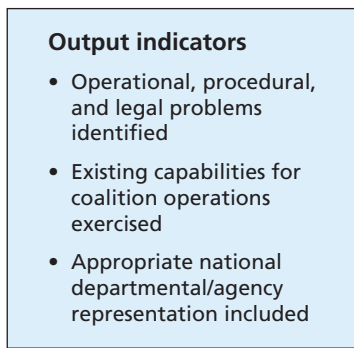 Output indicators
• Operational, procedural,
and legal problems
identified
• Existing capabilities for
coalition operations
exercised
• Appropriate national
departmental/agency
representation included